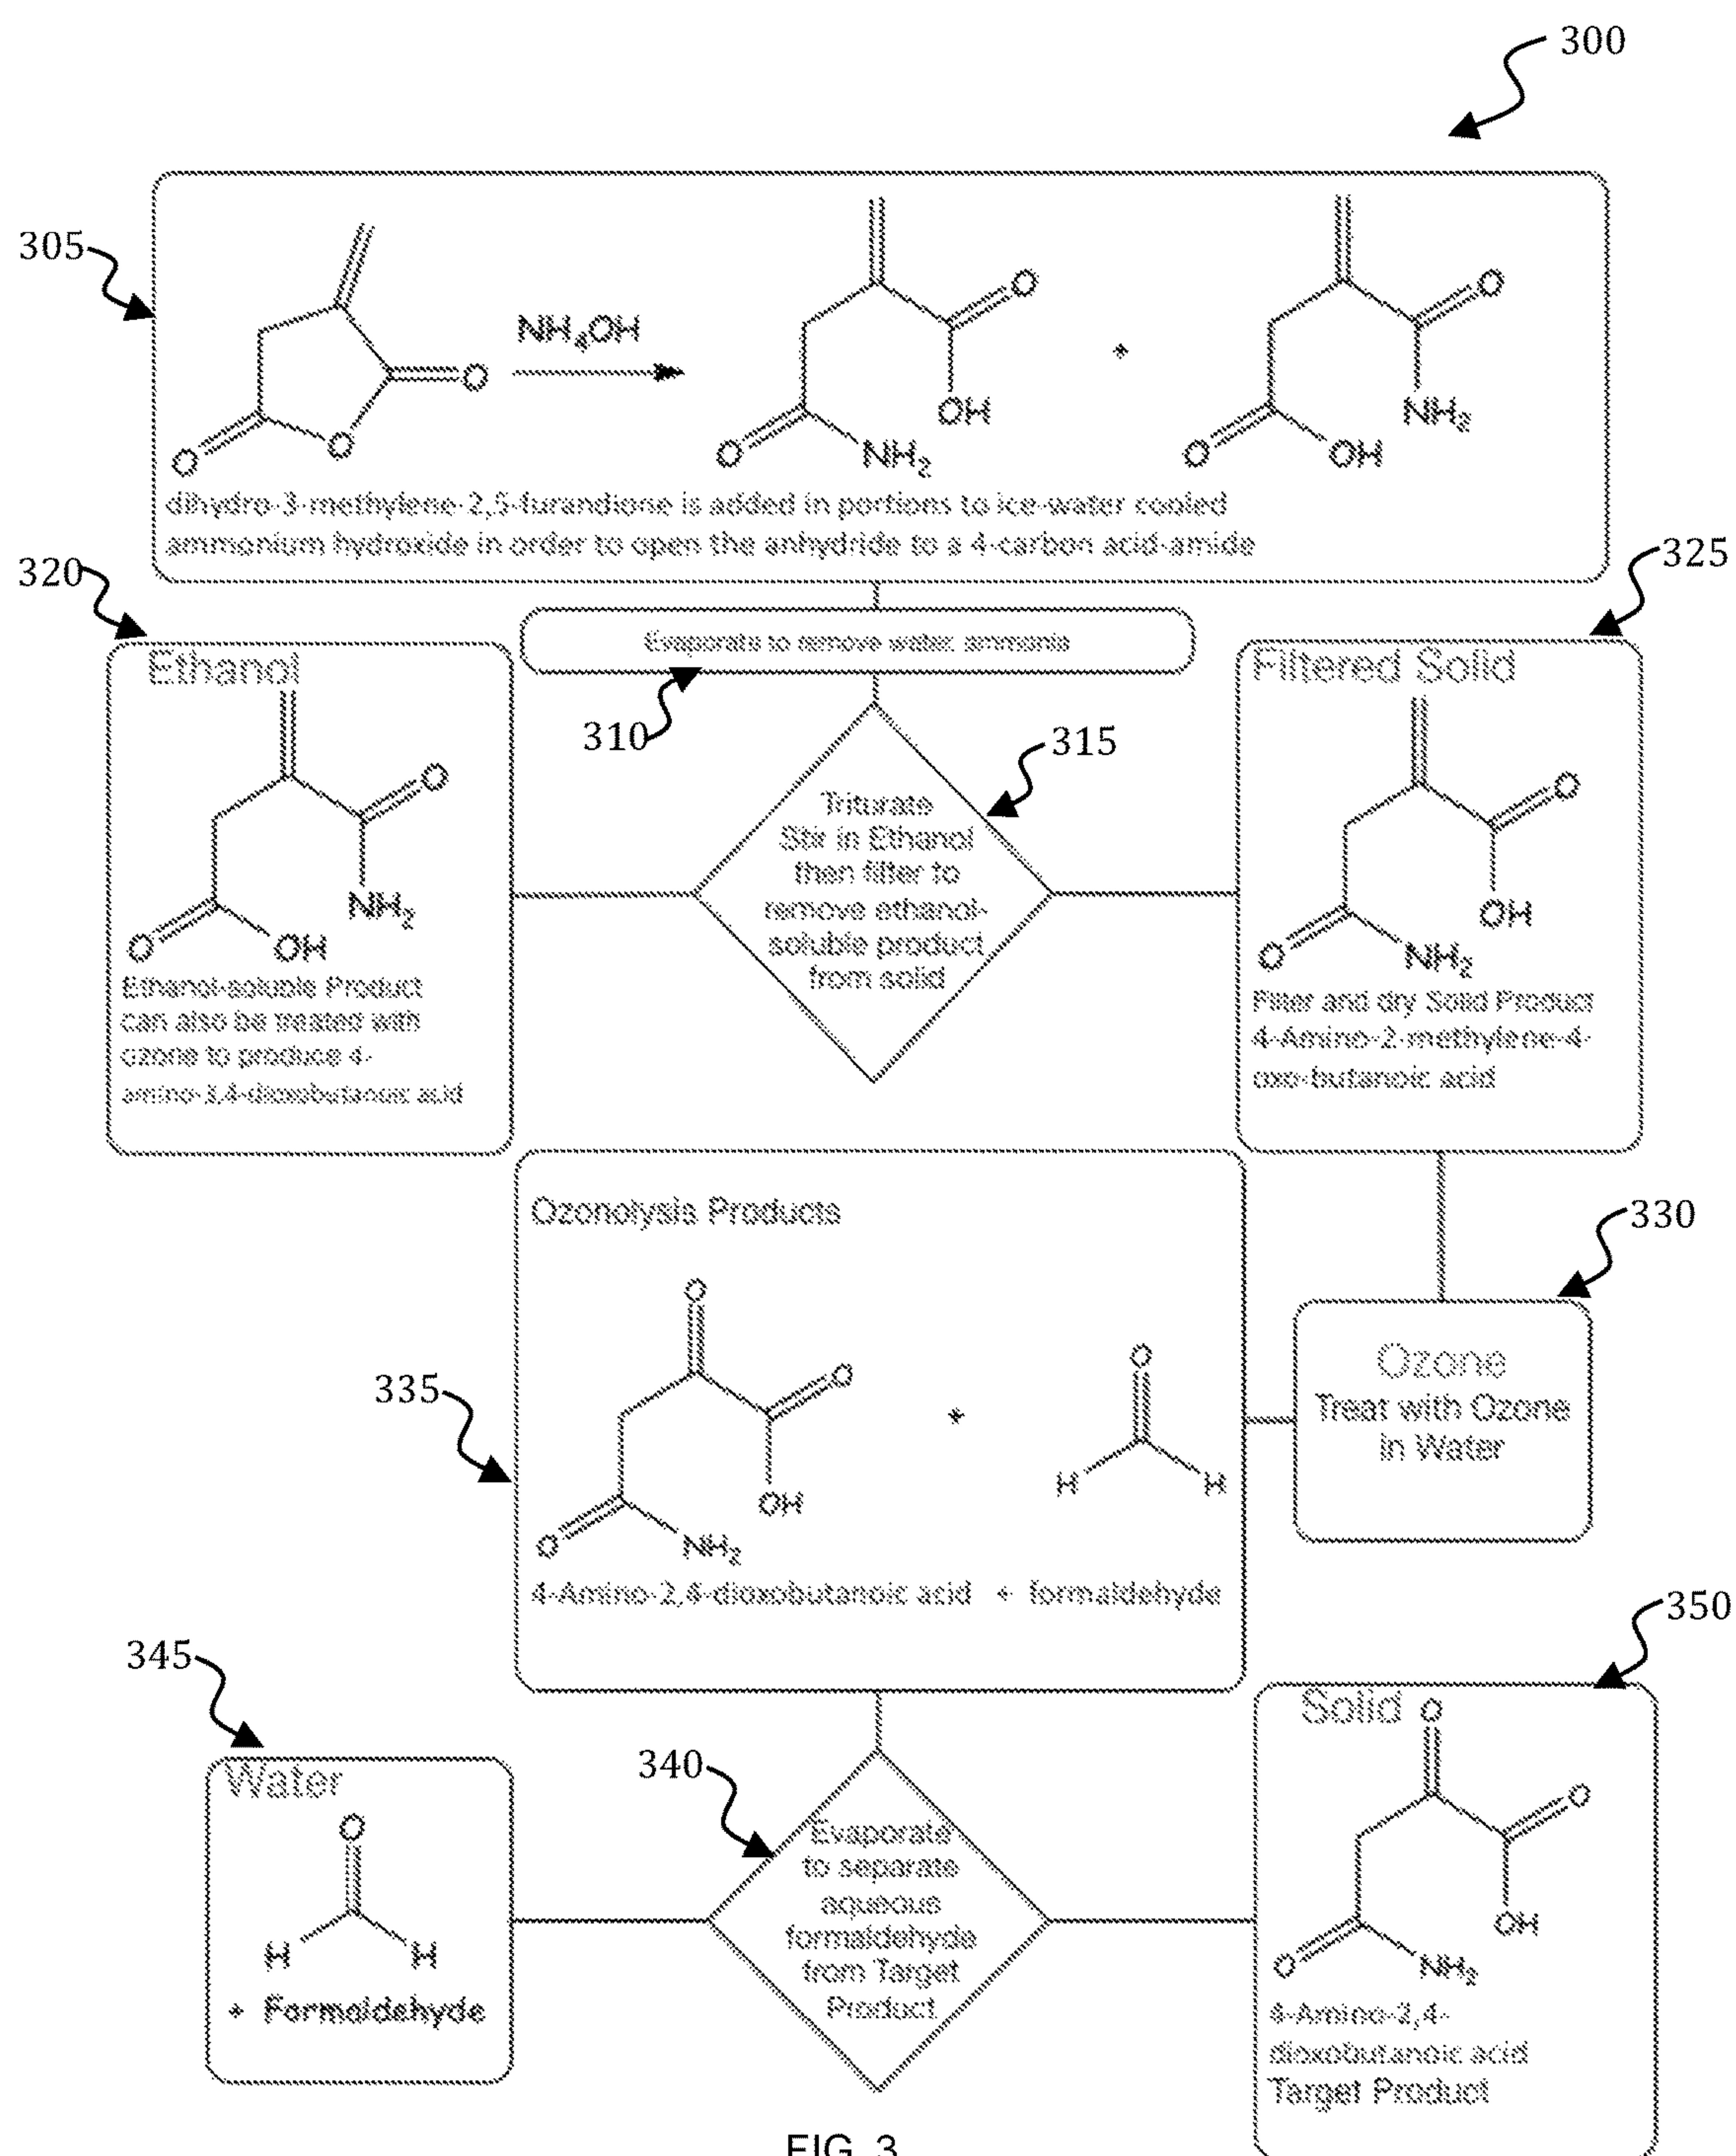 300
305
NH4OH
O
O
O
O
OH
O
NH2
+
O
NH2
O
OH
dihydro-3-methylene-2,5-furandione is added in portions to ice-water cooled
ammonium hydroxide in order to open the anhydride to a 4-carbon acid-amide
320
325
Evaporate to remove water, ammonia
310
315
Ethanol
O
NH2
O
OH
Ethanol-soluble Product
can also be treated with
ozone to produce 4-
amino-3,4-dioxobutanoic acid
Triturate
Stir in Ethanol
then filter to
remove ethanol-
soluble product
from solid
Filtered Solid
O
OH
O
NH2
Filter and dry Solid Product
4-Amino-2-methylene-4-
oxo-butanoic acid
330
Ozone
Treat with Ozone
in Water
335
Ozonolysis Products
O
O
OH
O
NH2
+
O
H
H
4-Amino-2,4-dioxobutanoic acid + formaldehyde
340
Evaporate
to separate
aqueous
formaldehyde
from Target
Product
345
Water
O
H
H
+ Formaldehyde
350
Solid
O
O
OH
O
NH2
4-Amino-2,4-
dioxobutanoic acid
Target Product
FIG. 3